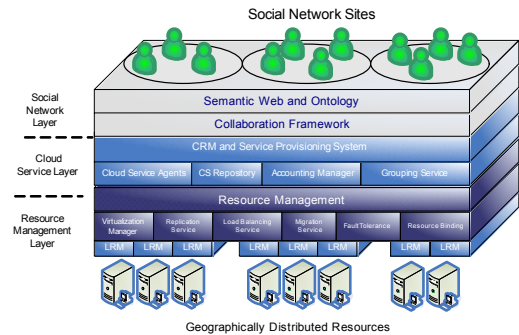 Social Network Sites
Semantic Web and Ontology
Collaboration Framework
Social
Network
Layer
CRM and Service Provisioning System
Cloud Service Agents
CS Repository
Accounting Manager
Grouping Service
Cloud
Service Layer
Resource Management
Virtualization
Manager
Replication
Service
Load Balancing
Service
Migration
Service
Fault Tolerance
Resource Binding
Resource
Management
Layer
LRM LRM LRM LRM LRM LRM LRM LRM
Geographically Distributed Resources